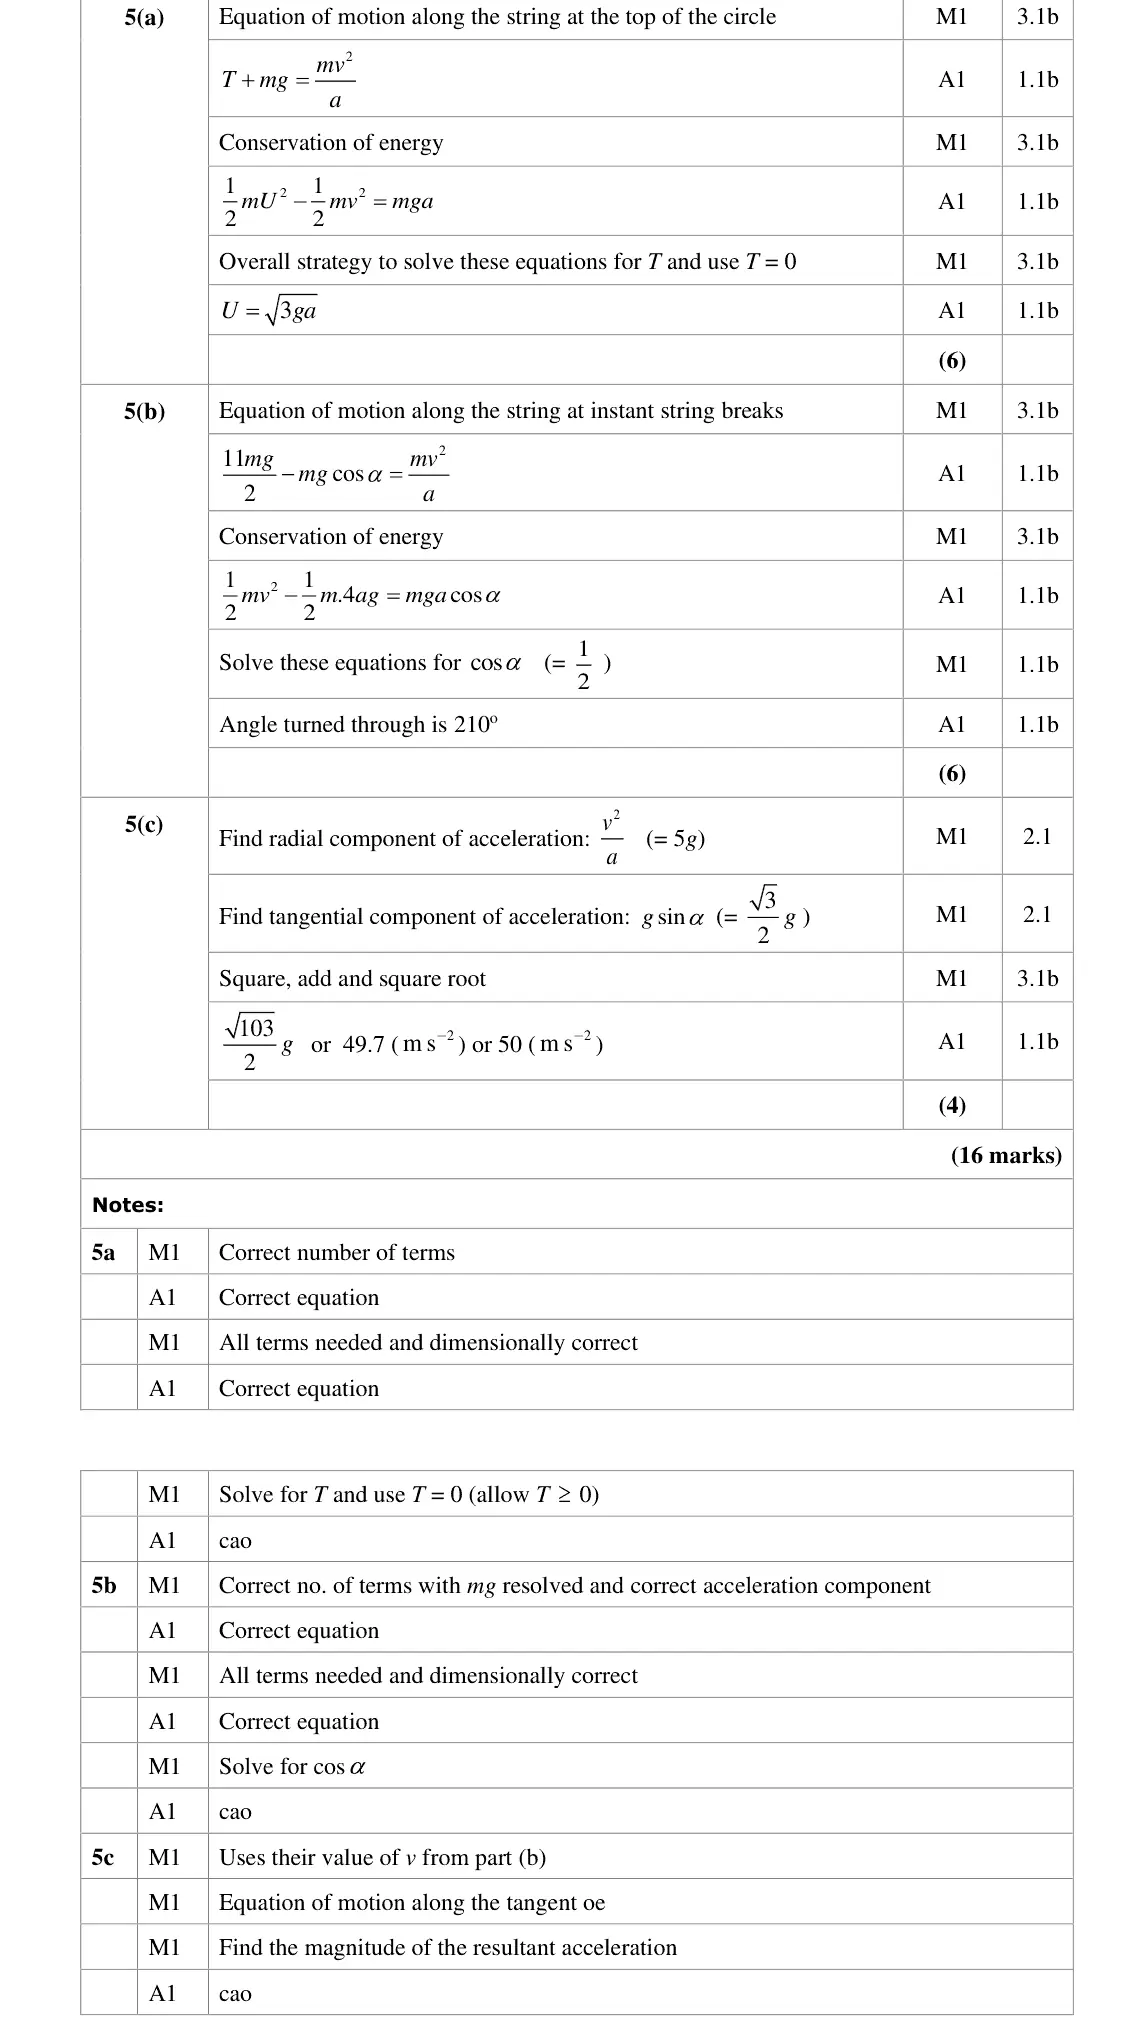 5(a) Equation of motion along the string at the top of the circle M1 3.1b
T + mg = mv²/a A1 1.1b
Conservation of energy M1 3.1b
1/2 mU² − 1/2 mv² = mga A1 1.1b
Overall strategy to solve these equations for T and use T = 0 M1 3.1b
U = √3ga A1 1.1b
(6)
5(b) Equation of motion along the string at instant string breaks M1 3.1b
11mg/2 − mg cos α = mv²/a A1 1.1b
Conservation of energy M1 3.1b
1/2 mv² − 1/2 m.4ag = mga cos α A1 1.1b
Solve these equations for cos α (= 1/2 ) M1 1.1b
Angle turned through is 210º A1 1.1b
(6)
5(c) Find radial component of acceleration: v²/a (= 5g) M1 2.1
Find tangential component of acceleration: g sin α (= √3/2 g ) M1 2.1
Square, add and square root M1 3.1b
√103/2 g or 49.7 ( m s⁻² ) or 50 ( m s⁻² ) A1 1.1b
(4)
(16 marks)
Notes:
5a M1 Correct number of terms
A1 Correct equation
M1 All terms needed and dimensionally correct
A1 Correct equation
M1 Solve for T and use T = 0 (allow T ≥ 0)
A1 cao
5b M1 Correct no. of terms with mg resolved and correct acceleration component
A1 Correct equation
M1 All terms needed and dimensionally correct
A1 Correct equation
M1 Solve for cos α
A1 cao
5c M1 Uses their value of v from part (b)
M1 Equation of motion along the tangent oe
M1 Find the magnitude of the resultant acceleration
A1 cao